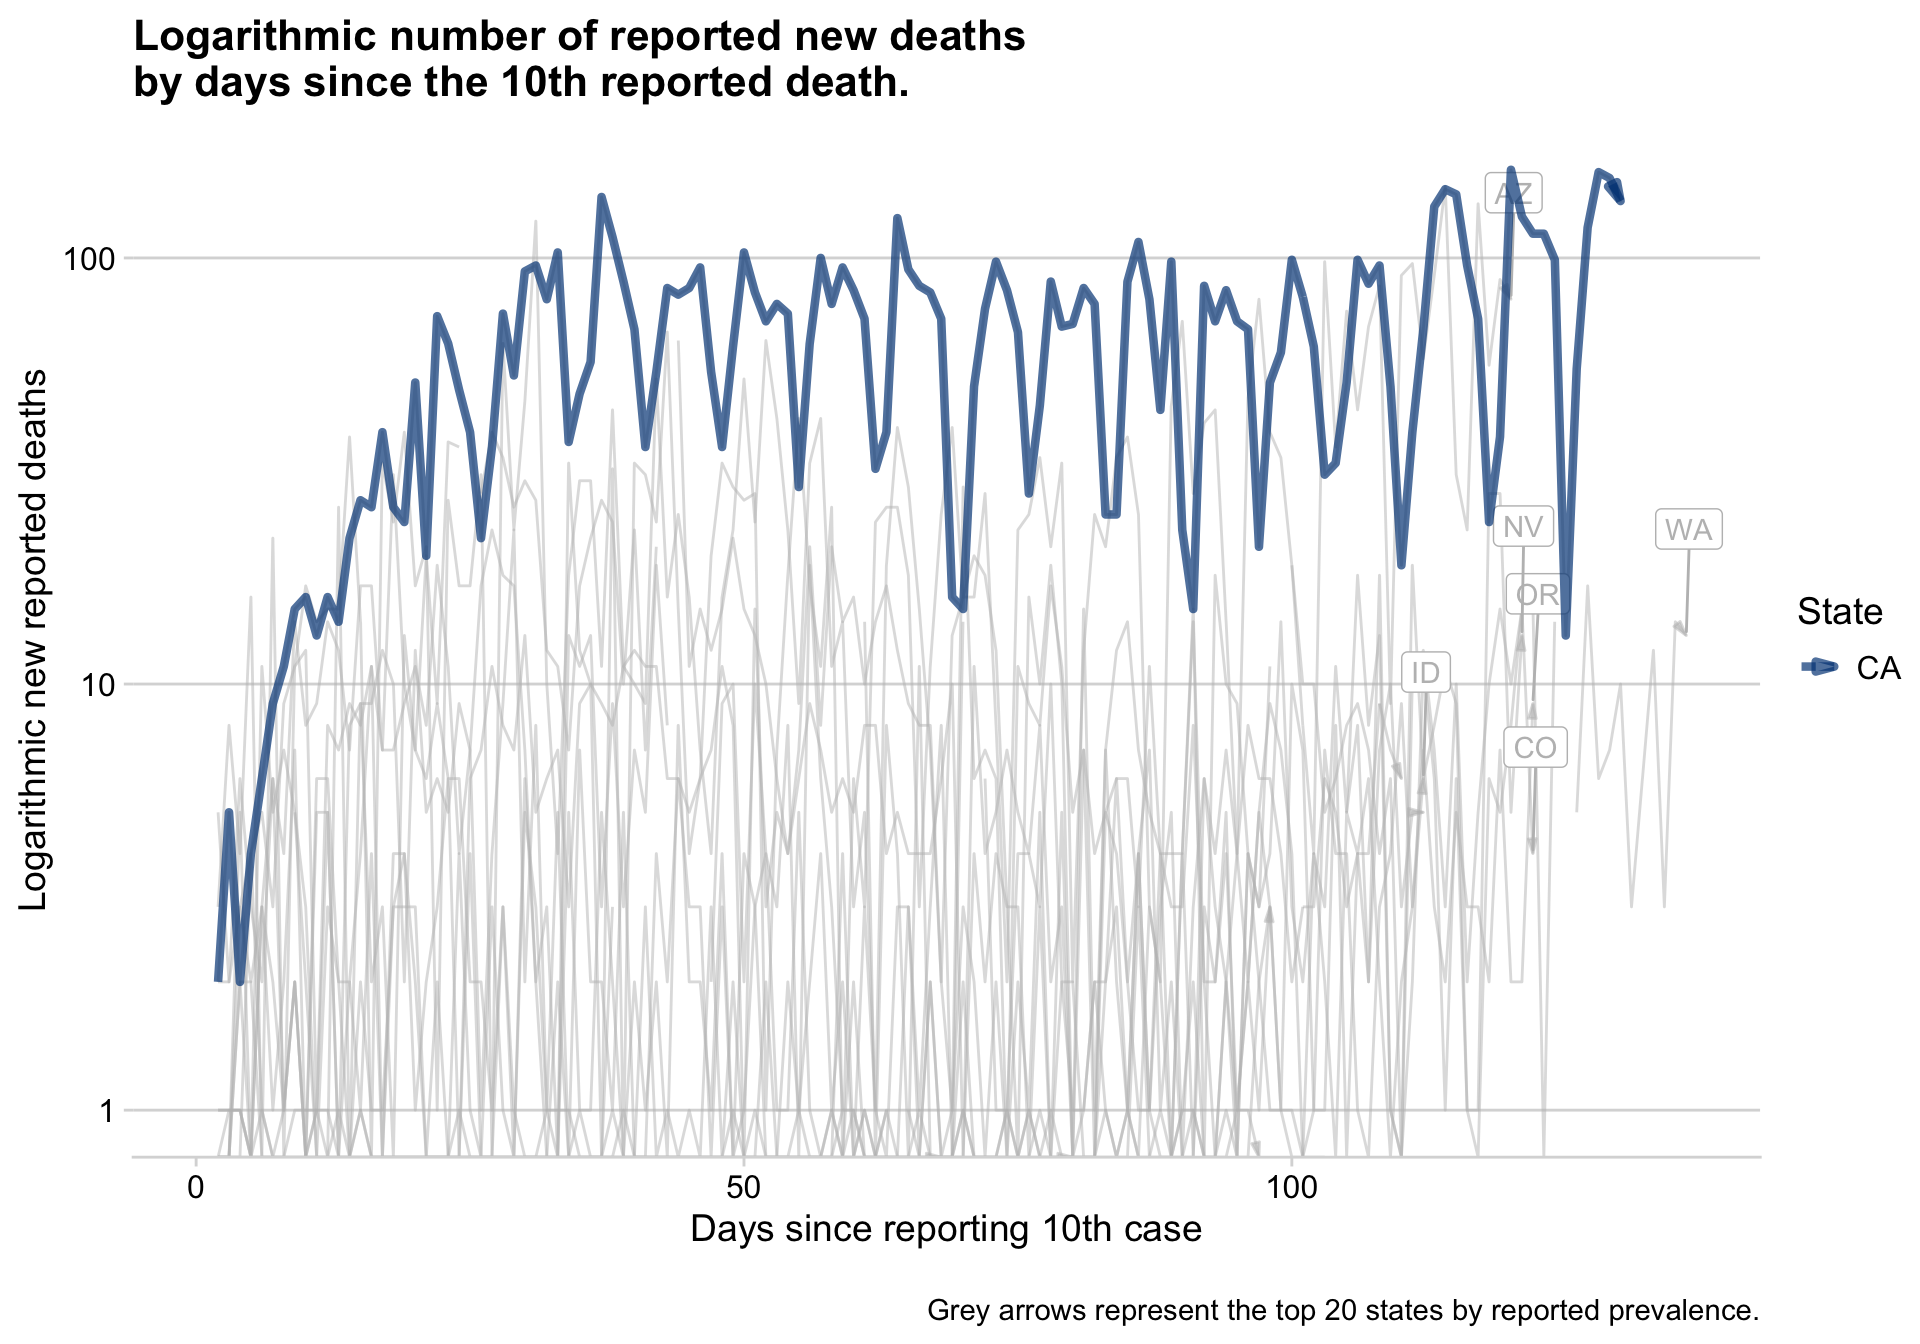 Logarithmic number of reported new deaths
by days since the 10th reported death.
Logarithmic new reported deaths
100
10
1
AZ
NV
WA
OR
ID
CO
State
CA
0
50
100
Days since reporting 10th case
Grey arrows represent the top 20 states by reported prevalence.